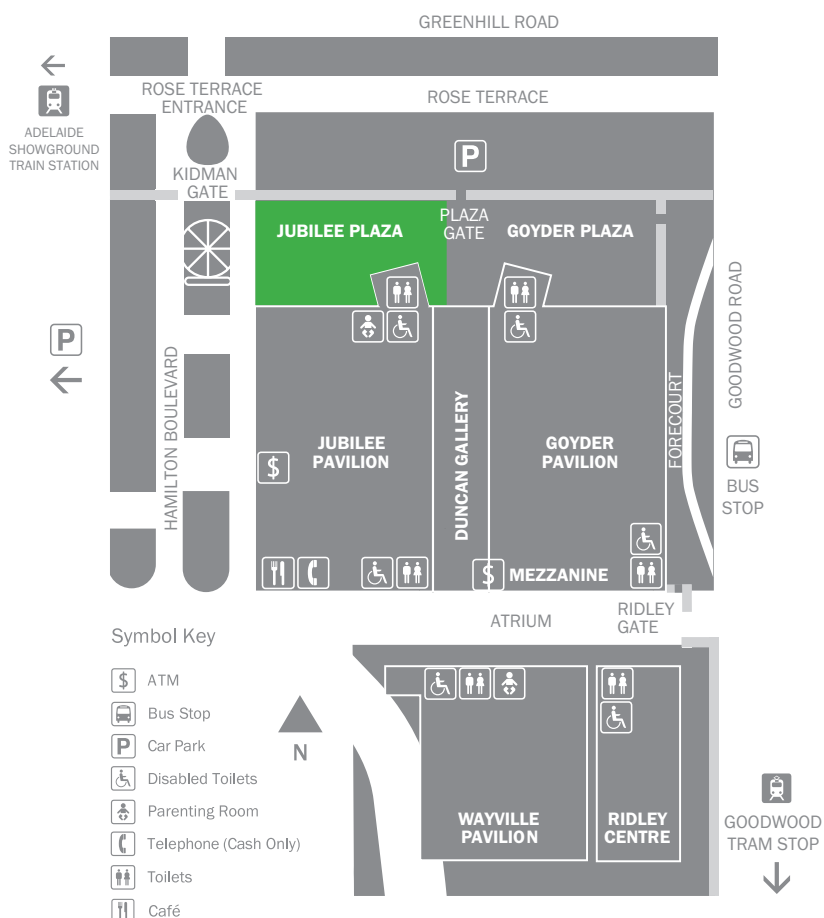 GREENHILL ROAD
ROSE TERRACE
ENTRANCE
ROSE TERRACE
ADELAIDE
SHOWGROUND
TRAIN STATION
P
KIDMAN
GATE
JUBILEE PLAZA
PLAZA
GATE
GOYDER PLAZA
P
HAMILTON BOULEVARD
JUBILEE
PAVILION
$
DUNCAN GALLERY
GOYDER
PAVILION
FORECOURT
GOODWOOD ROAD
BUS
STOP
$
MEZZANINE
ATRIUM
RIDLEY
GATE
Symbol Key
$ ATM
Bus Stop
P Car Park
Disabled Toilets
Parenting Room
Telephone (Cash Only)
Toilets
Café
N
WAYVILLE
PAVILION
RIDLEY
CENTRE
GOODWOOD
TRAM STOP